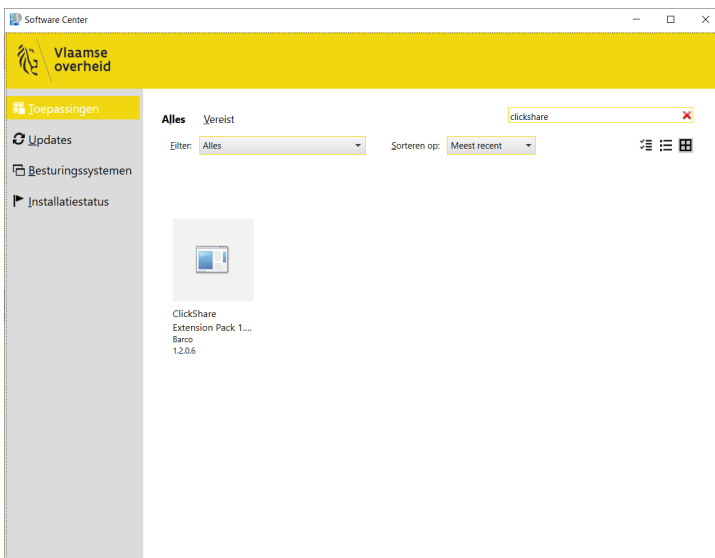 Software Center
Vlaamse
overheid
Toepassingen
Updates
Besturingssystemen
Installatiestatus
Alles Vereist
clickshare
Filter: Alles Sorteren op: Meest recent
ClickShare
Extension Pack 1....
Barco
1.2.0.6